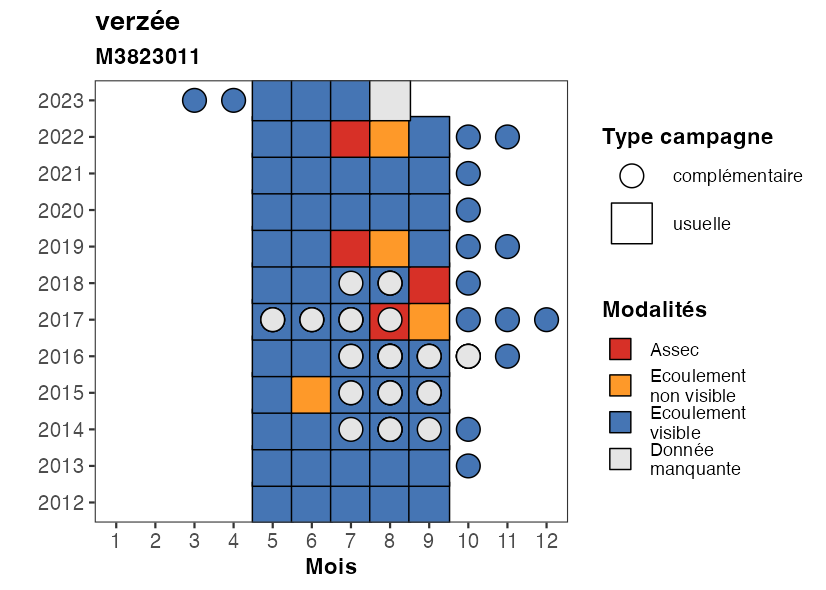 verzée
M3823011
2023
2022
2021
2020
2019
2018
2017
2016
2015
2014
2013
2012
1 2 3 4 5 6 7 8 9 10 11 12
Mois
Type campagne
complémentaire
usuelle
Modalités
Assec
Ecoulement
non visible
Ecoulement
visible
Donnée
manquante